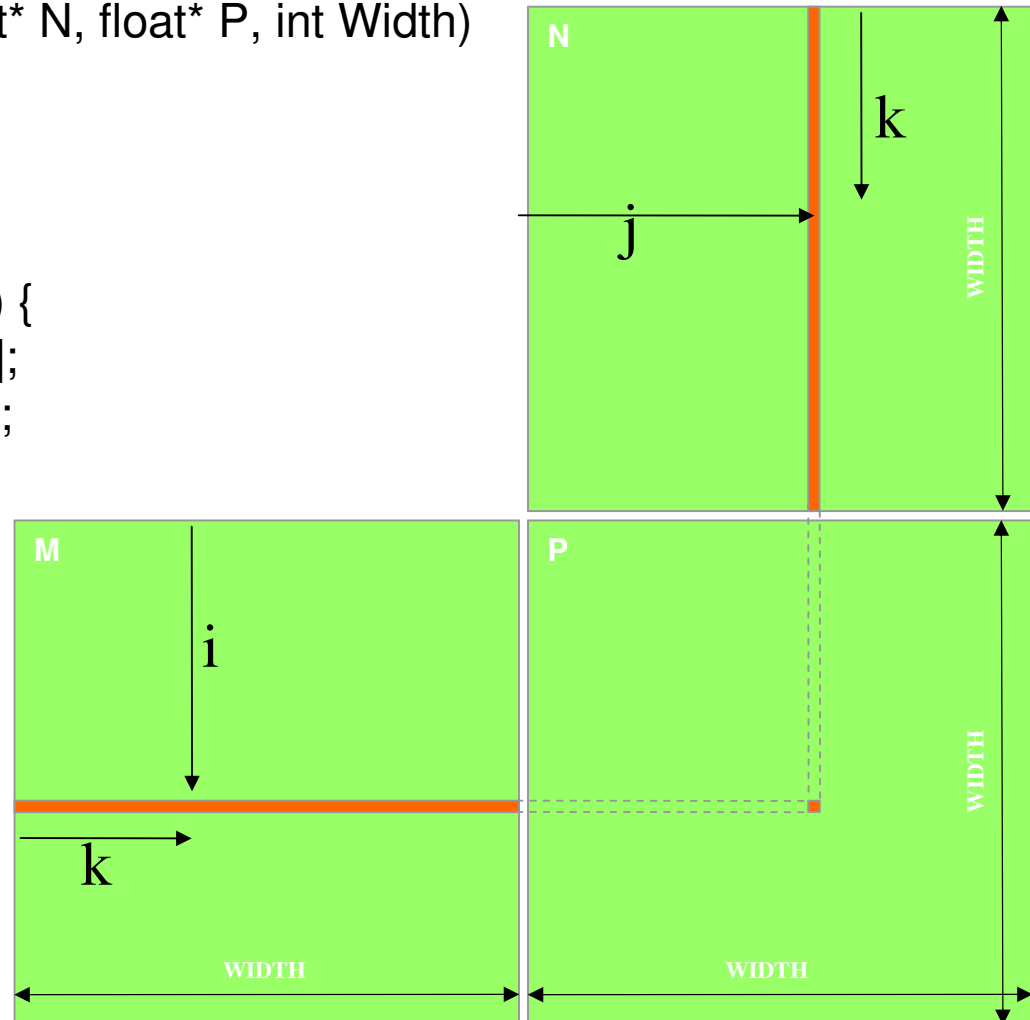 t* N, float* P, int Width)
) {
];
;
N
k
j
WIDTH
M
i
k
WIDTH
P
WIDTH
WIDTH